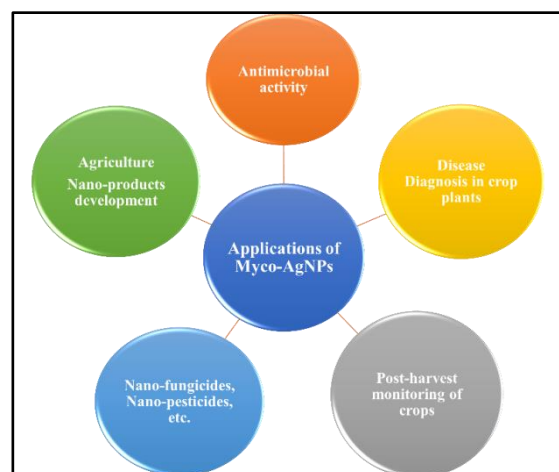 Antimicrobial
activity
Agriculture
Nano-products
development
Disease
Diagnosis in crop
plants
Applications of
Myco-AgNPs
Nano-fungicides,
Nano-pesticides,
etc.
Post-harvest
monitoring of
crops